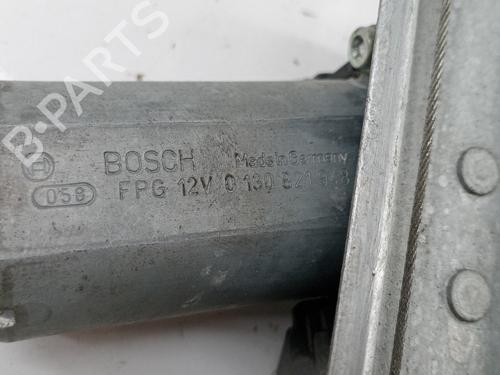 B-PARTS
BOSCH Made in Germany
058 FPG 12V 0 130 821